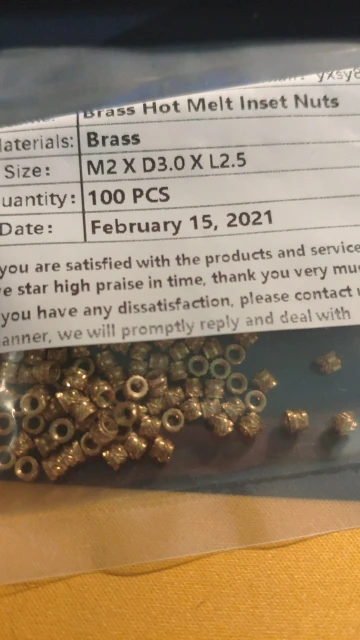 yxsy
Brass Hot Melt Inset Nuts
aterials: Brass
Size: M2 X D3.0 X L2.5
uantity: 100 PCS
Date: February 15, 2021
you are satisfied with the products and service
e star high praise in time, thank you very mu
you have any dissatisfaction, please contact
anner, we will promptly reply and deal with